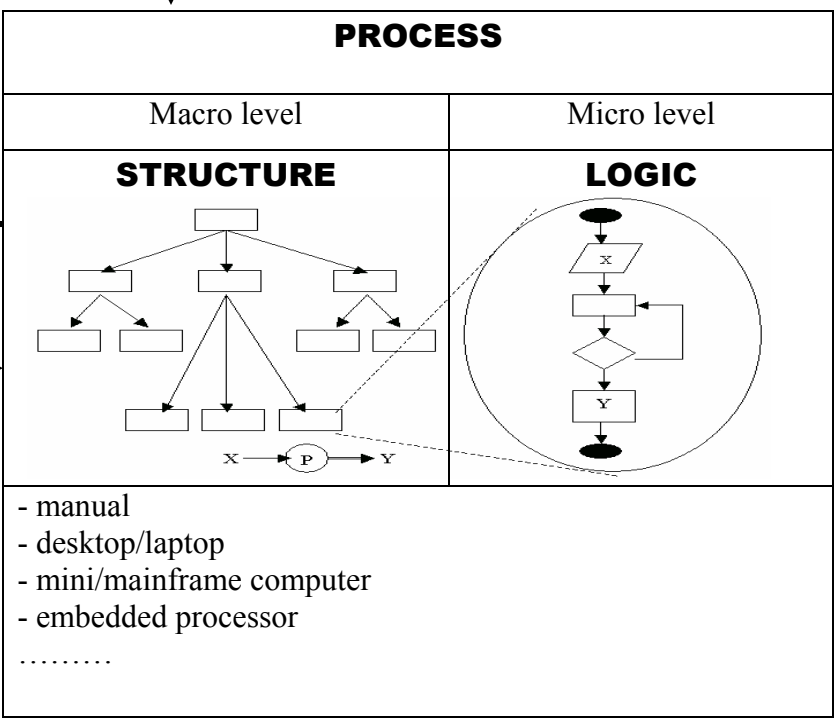 PROCESS
Macro level
Micro level
STRUCTURE
LOGIC
X
Y
X P Y
- manual
- desktop/laptop
- mini/mainframe computer
- embedded processor
………